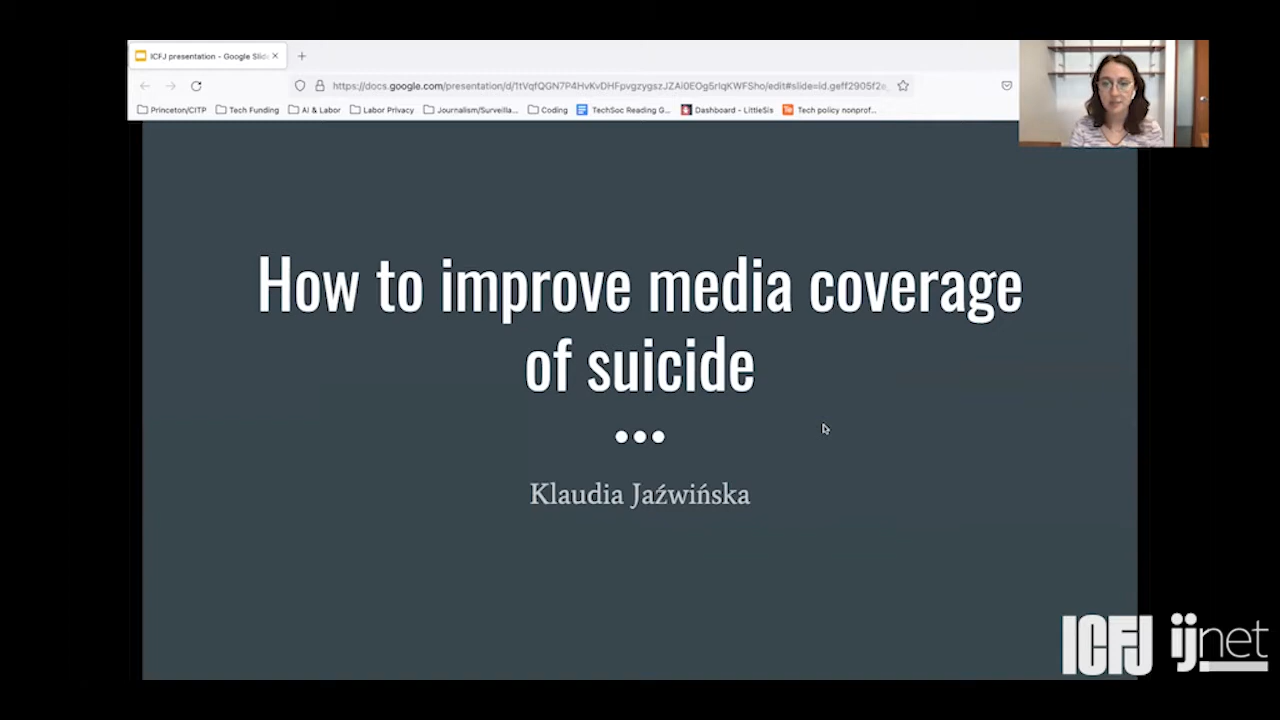 ICFJ presentation - Google Slide
https://docs.google.com/presentation/d/1tVqfQGN7P4HvKvDHFpvgzygszJZAi0EOg5rIqKWFSho/edit#slide=id.geff2905f2
Princeton/CITP
Tech Funding
AI & Labor
Labor Privacy
Journalism/Surveilla...
Coding
TechSoc Reading G...
Dashboard - LittleSis
Tech policy nonprof...
How to improve media coverage
of suicide
Klaudia Jaźwińska
ICFJ ijnet